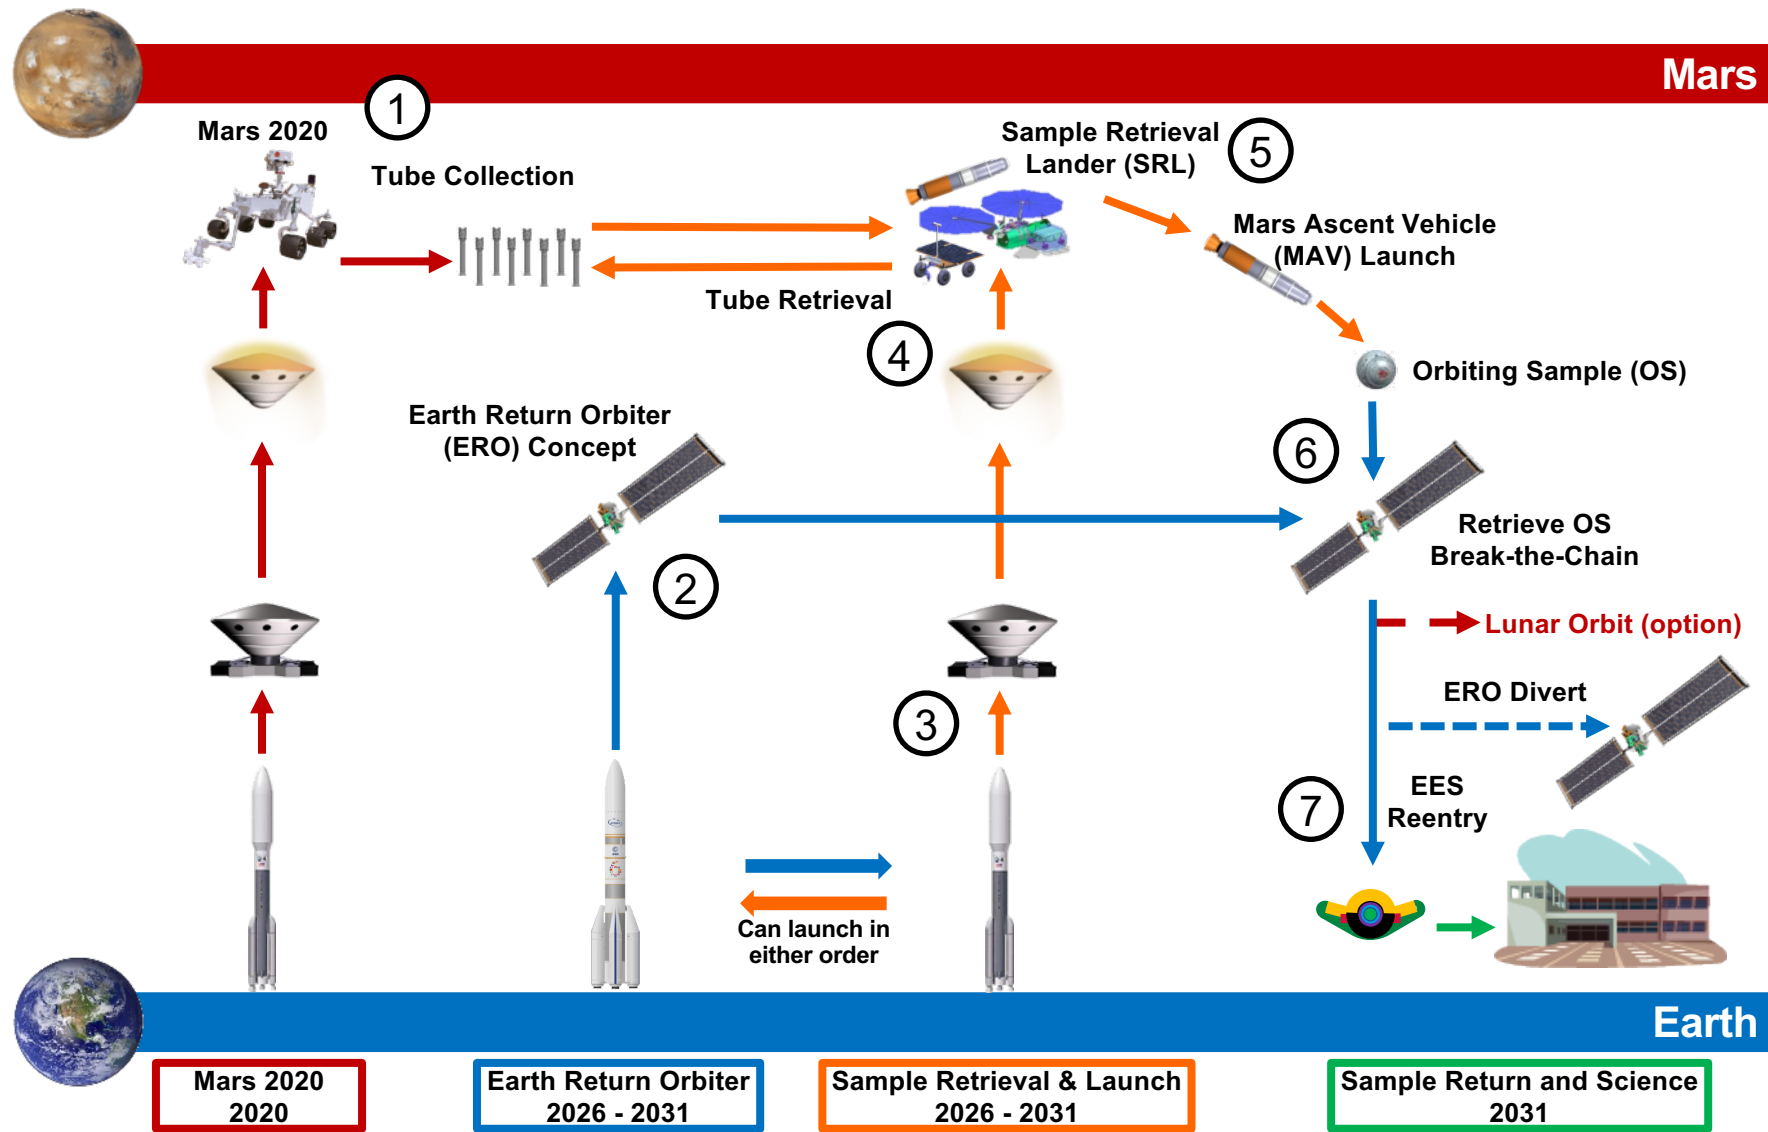 Mars
1
Mars 2020
Tube Collection
Sample Retrieval
Lander (SRL)
5
Mars Ascent Vehicle
(MAV) Launch
Tube Retrieval
4
Orbiting Sample (OS)
Earth Return Orbiter
(ERO) Concept
6
2
Retrieve OS
Break-the-Chain
Lunar Orbit (option)
ERO Divert
3
EES
Reentry
7
Can launch in
either order
Earth
Mars 2020
2020
Earth Return Orbiter
2026 - 2031
Sample Retrieval & Launch
2026 - 2031
Sample Return and Science
2031